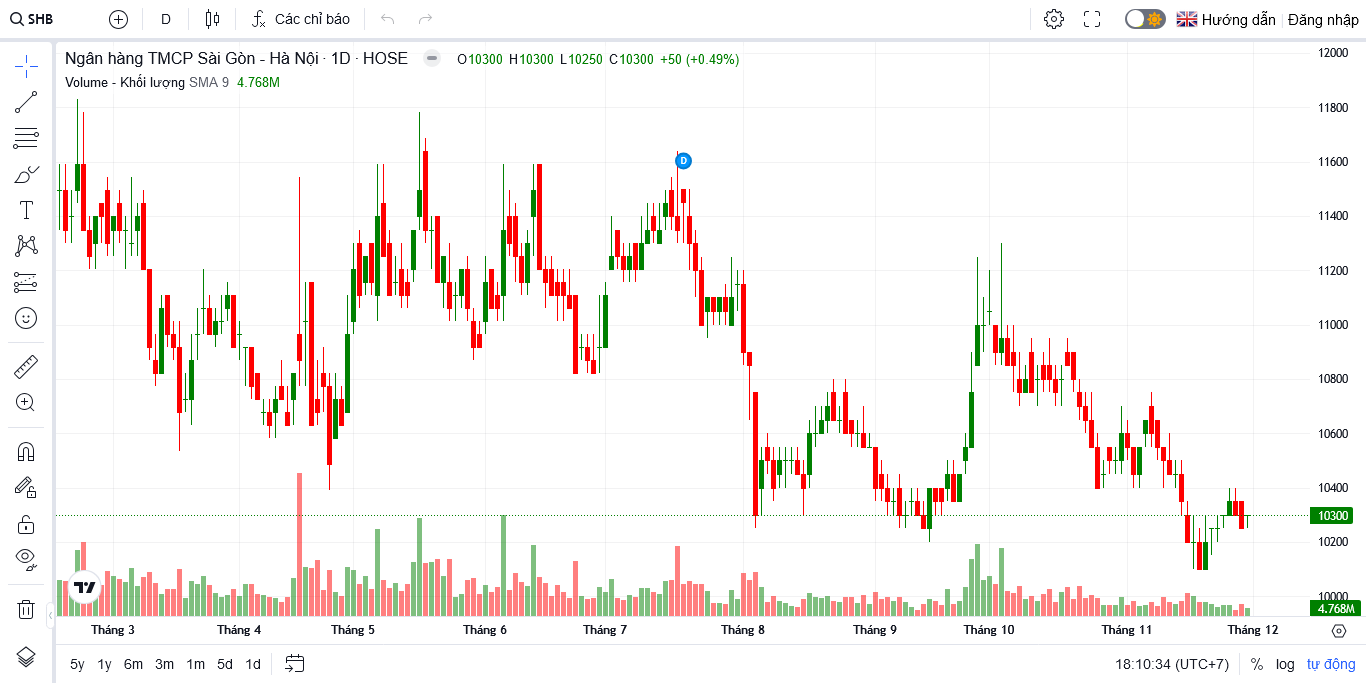 SHB D Các chỉ báo Hướng dẫn Đăng nhập
Ngân hàng TMCP Sài Gòn - Hà Nội · 1D · HOSE O10300 H10300 L10250 C10300 +50 (+0.49%)
Volume - Khối lượng SMA 9 4.768M
12000
11800
11600
D
11400
11200
11000
10800
10600
10400
10300
10200
10000
4.768M
Tháng 3 Tháng 4 Tháng 5 Tháng 6 Tháng 7 Tháng 8 Tháng 9 Tháng 10 Tháng 11 Tháng 12
5y 1y 6m 3m 1m 5d 1d 18:10:34 (UTC+7) % log tự động